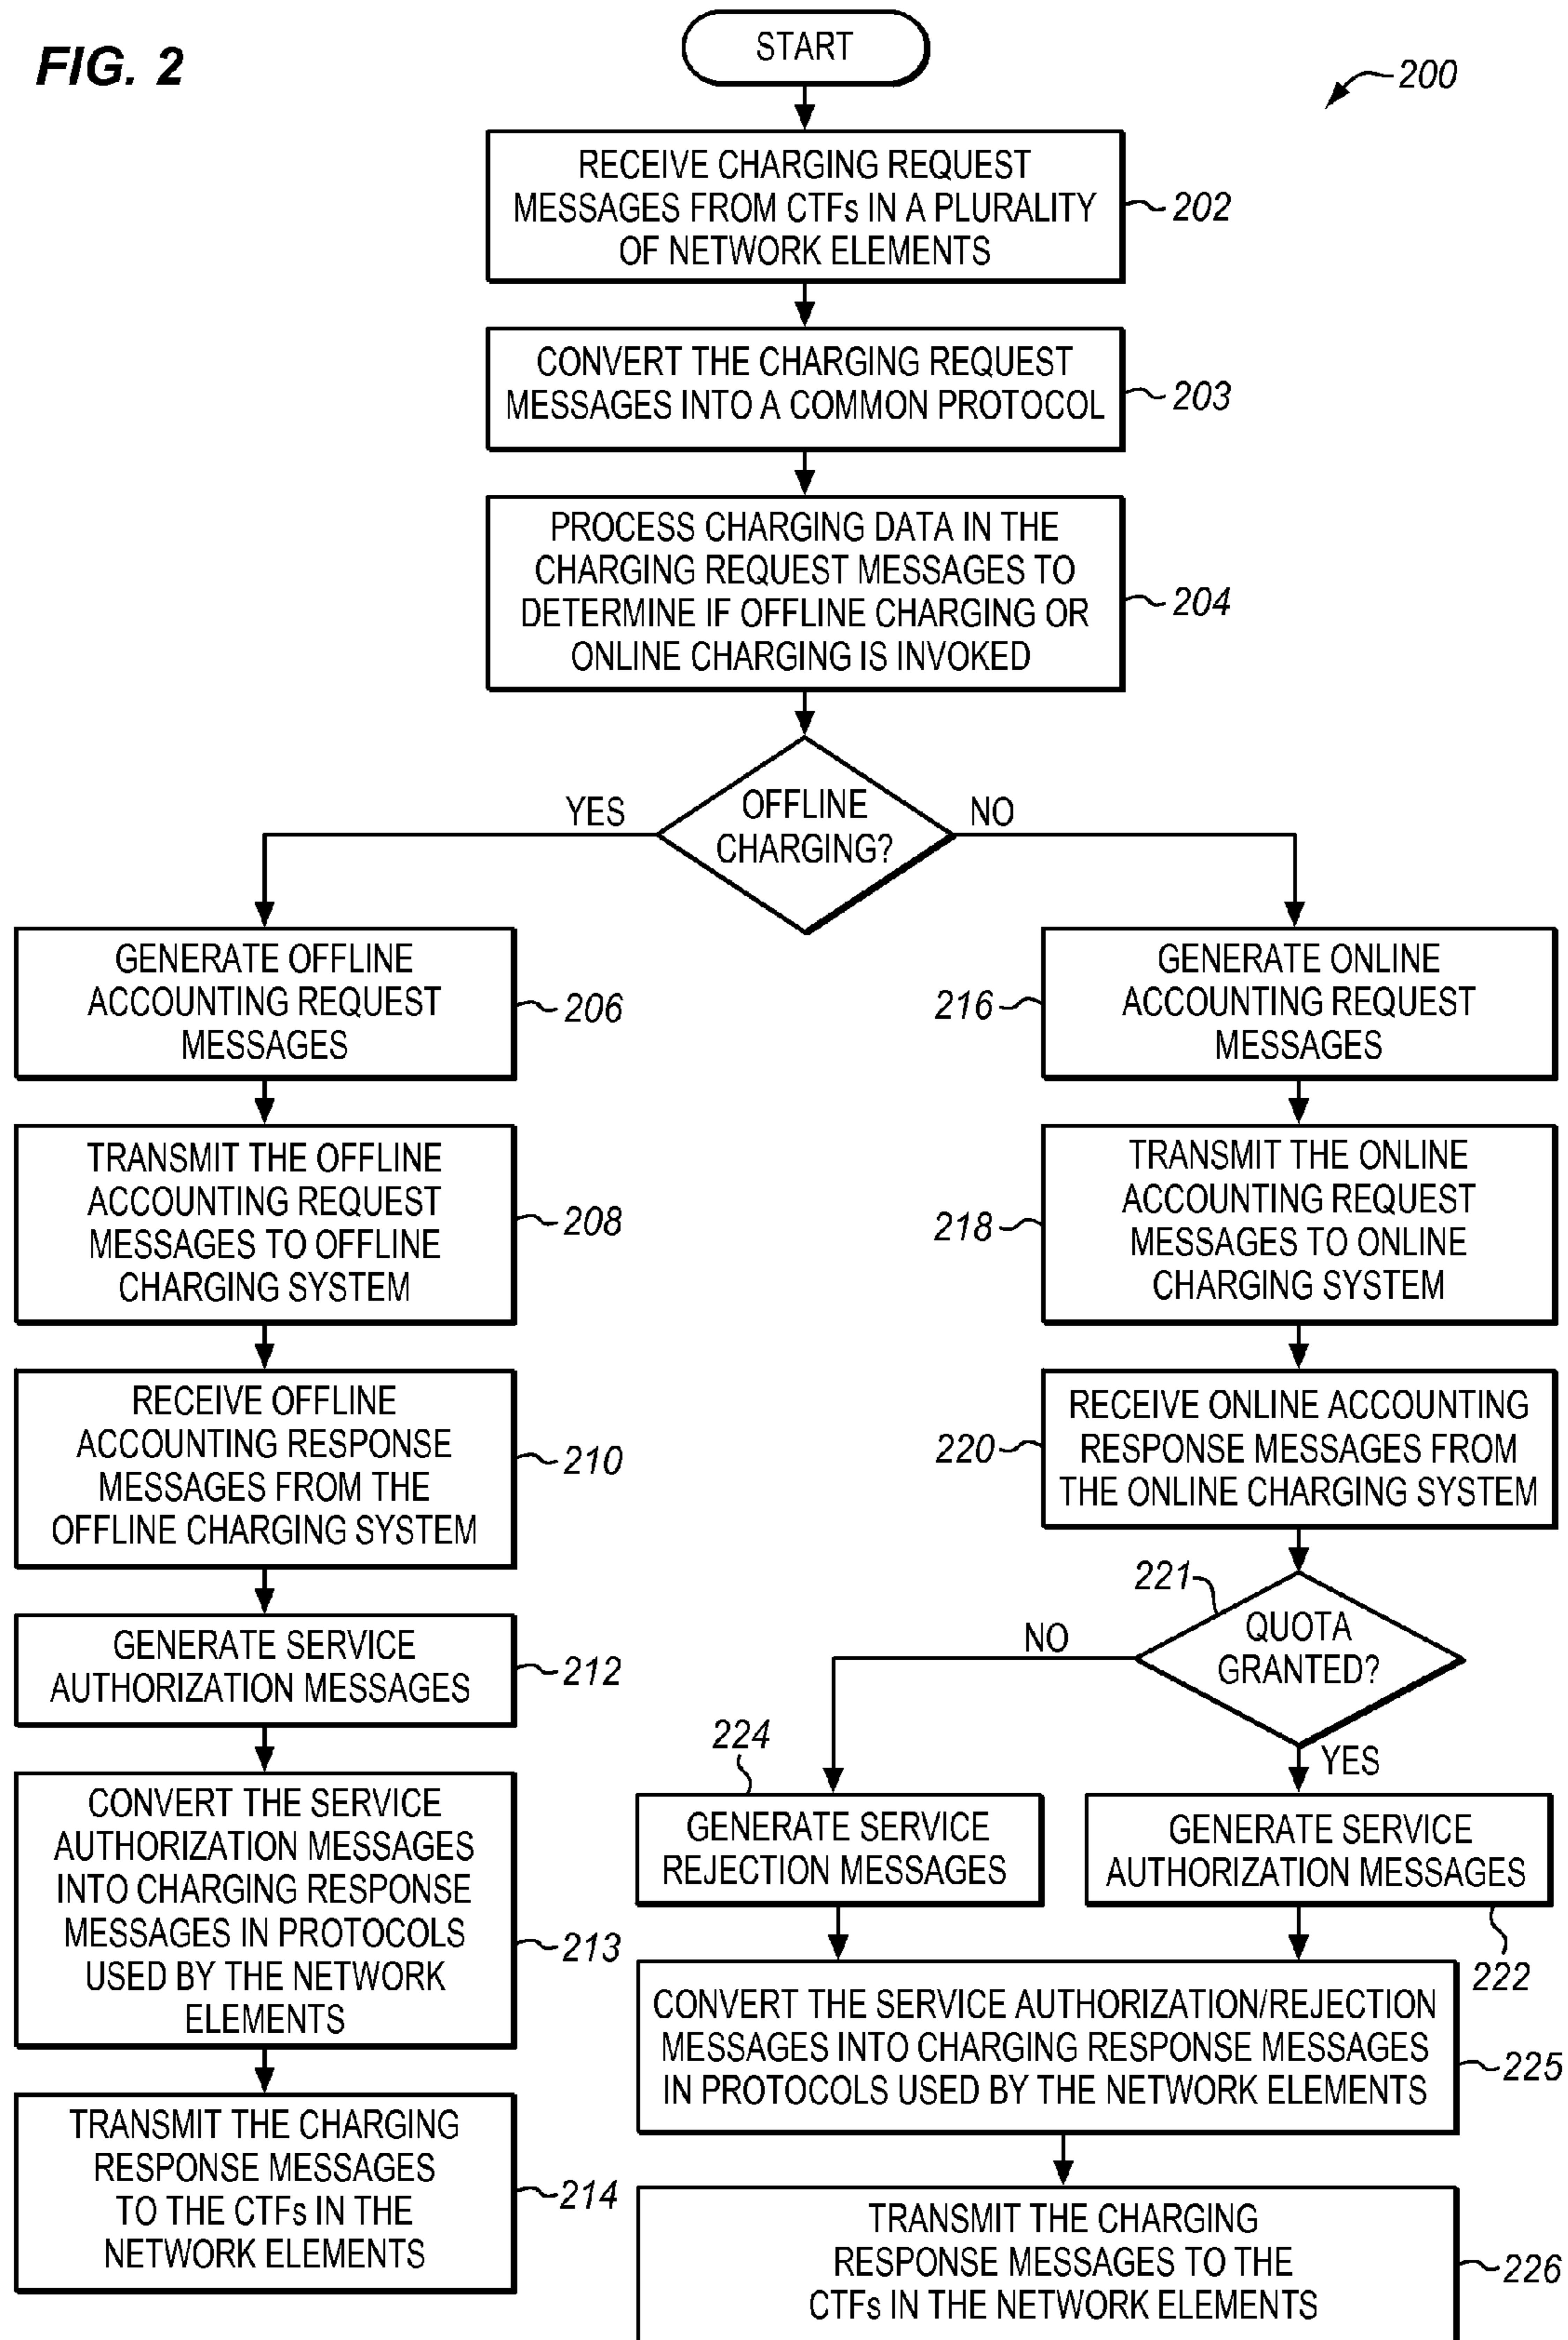 FIG. 2
START
200
RECEIVE CHARGING REQUEST
MESSAGES FROM CTFs IN A PLURALITY
OF NETWORK ELEMENTS
202
CONVERT THE CHARGING REQUEST
MESSAGES INTO A COMMON PROTOCOL
203
PROCESS CHARGING DATA IN THE
CHARGING REQUEST MESSAGES TO
DETERMINE IF OFFLINE CHARGING OR
ONLINE CHARGING IS INVOKED
204
OFFLINE
CHARGING?
YES
NO
GENERATE OFFLINE
ACCOUNTING REQUEST
MESSAGES
206
TRANSMIT THE OFFLINE
ACCOUNTING REQUEST
MESSAGES TO OFFLINE
CHARGING SYSTEM
208
RECEIVE OFFLINE
ACCOUNTING RESPONSE
MESSAGES FROM THE
OFFLINE CHARGING SYSTEM
210
GENERATE SERVICE
AUTHORIZATION MESSAGES
212
CONVERT THE SERVICE
AUTHORIZATION MESSAGES
INTO CHARGING RESPONSE
MESSAGES IN PROTOCOLS
USED BY THE NETWORK
ELEMENTS
213
TRANSMIT THE CHARGING
RESPONSE MESSAGES
TO THE CTFs IN THE
NETWORK ELEMENTS
214
GENERATE ONLINE
ACCOUNTING REQUEST
MESSAGES
216
TRANSMIT THE ONLINE
ACCOUNTING REQUEST
MESSAGES TO ONLINE
CHARGING SYSTEM
218
RECEIVE ONLINE ACCOUNTING
RESPONSE MESSAGES FROM
THE ONLINE CHARGING SYSTEM
220
221
QUOTA
GRANTED?
NO
YES
224
GENERATE SERVICE
REJECTION MESSAGES
GENERATE SERVICE
AUTHORIZATION MESSAGES
222
CONVERT THE SERVICE AUTHORIZATION/REJECTION
MESSAGES INTO CHARGING RESPONSE MESSAGES
IN PROTOCOLS USED BY THE NETWORK ELEMENTS
225
TRANSMIT THE CHARGING
RESPONSE MESSAGES TO THE
CTFs IN THE NETWORK ELEMENTS
226